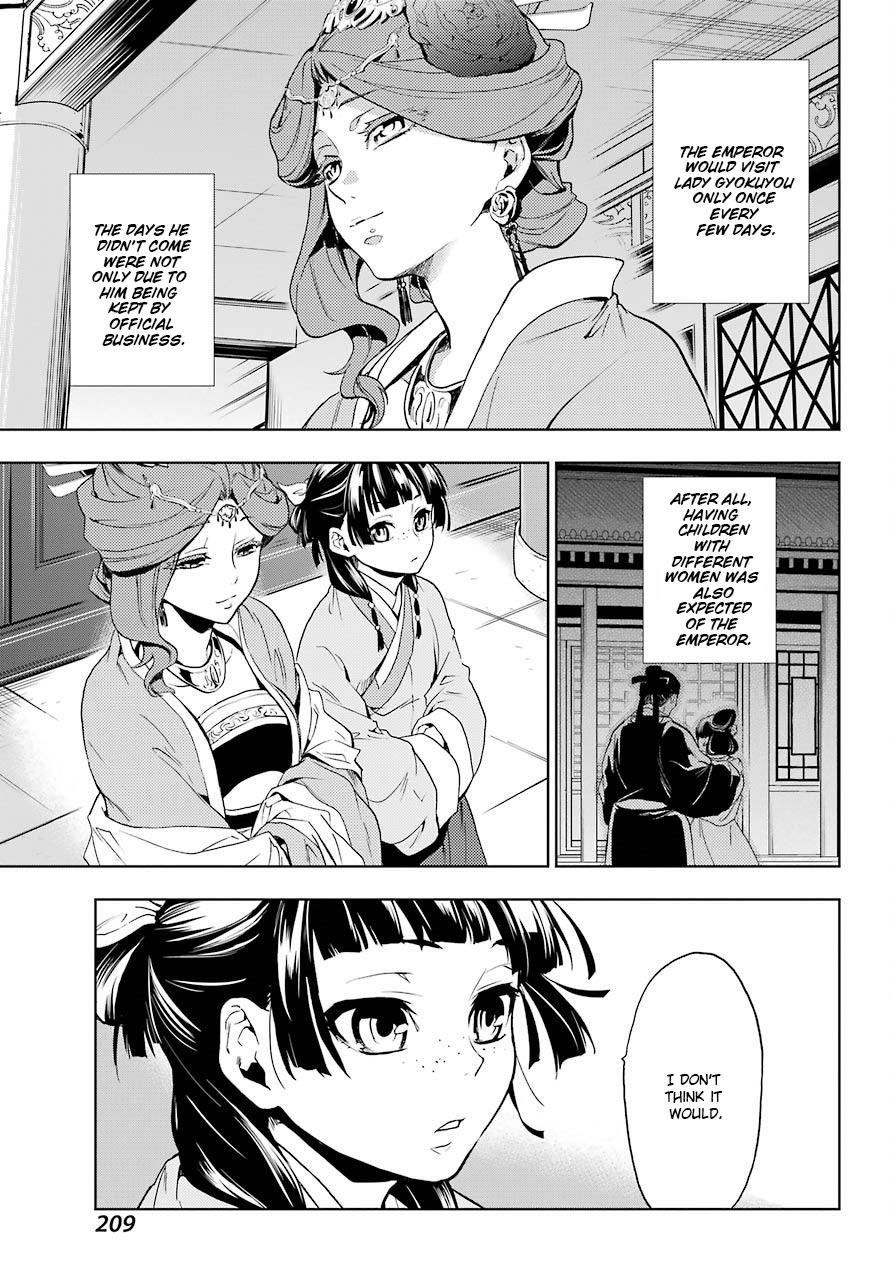 THE EMPEROR
WOULD VISIT
LADY GYOKUYOU
ONLY ONCE
EVERY
FEW DAYS.
THE DAYS HE
DIDN'T COME
WERE NOT
ONLY DUE TO
HIM BEING
KEPT BY
OFFICIAL
BUSINESS.
AFTER ALL,
HAVING
CHILDREN
WITH
DIFFERENT
WOMEN WAS
ALSO
EXPECTED
OF THE
EMPEROR.
I DON'T
THINK IT
WOULD.
209